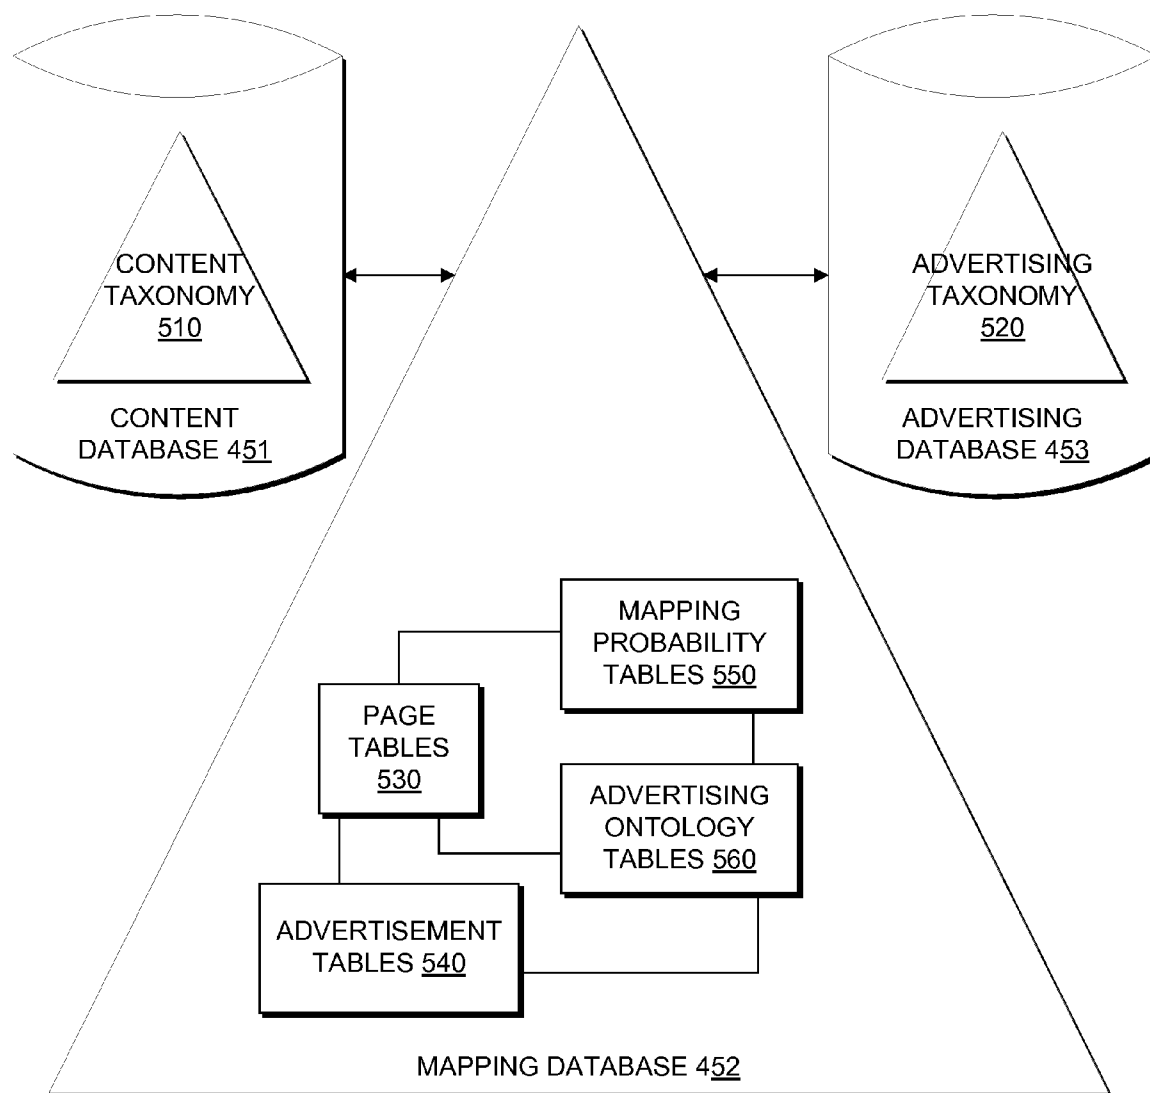 CONTENT
TAXONOMY
510
CONTENT
DATABASE 451
ADVERTISING
TAXONOMY
520
ADVERTISING
DATABASE 453
MAPPING
PROBABILITY
TABLES 550
PAGE
TABLES
530
ADVERTISING
ONTOLOGY
TABLES 560
ADVERTISEMENT
TABLES 540
MAPPING DATABASE 452